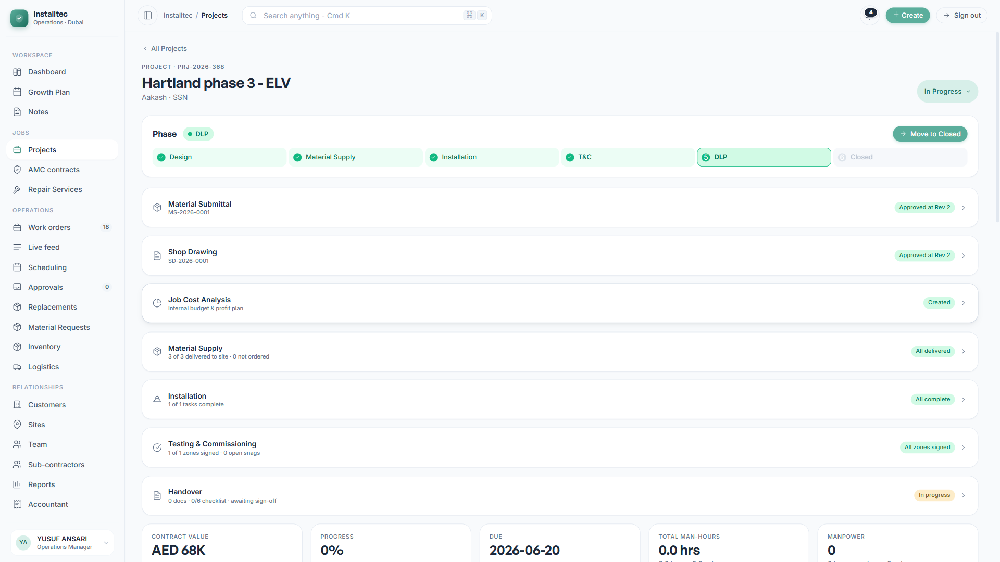 Installtec
Operations · Dubai
WORKSPACE
Dashboard
Growth Plan
Notes
JOBS
Projects
AMC contracts
Repair Services
OPERATIONS
Work orders 18
Live feed
Scheduling
Approvals 0
Replacements
Material Requests
Inventory
Logistics
RELATIONSHIPS
Customers
Sites
Team
Sub-contractors
Reports
Accountant
YA
YUSUF ANSARI
Operations Manager
Installtec / Projects
Search anything - Cmd K
⌘ K
4
+ Create
Sign out
All Projects
PROJECT · PRJ-2026-368
Hartland phase 3 - ELV
Aakash · SSN
In Progress
Phase
DLP
Move to Closed
Design
Material Supply
Installation
T&C
5 DLP
6 Closed
Material Submittal
MS-2026-0001
Approved at Rev 2
Shop Drawing
SD-2026-0001
Approved at Rev 2
Job Cost Analysis
Internal budget & profit plan
Created
Material Supply
3 of 3 delivered to site · 0 not ordered
All delivered
Installation
1 of 1 tasks complete
All complete
Testing & Commissioning
1 of 1 zones signed · 0 open snags
All zones signed
Handover
0 docs · 0/6 checklist · awaiting sign-off
In progress
CONTRACT VALUE
AED 68K
PROGRESS
0%
DUE
2026-06-20
TOTAL MAN-HOURS
0.0 hrs
MANPOWER
0